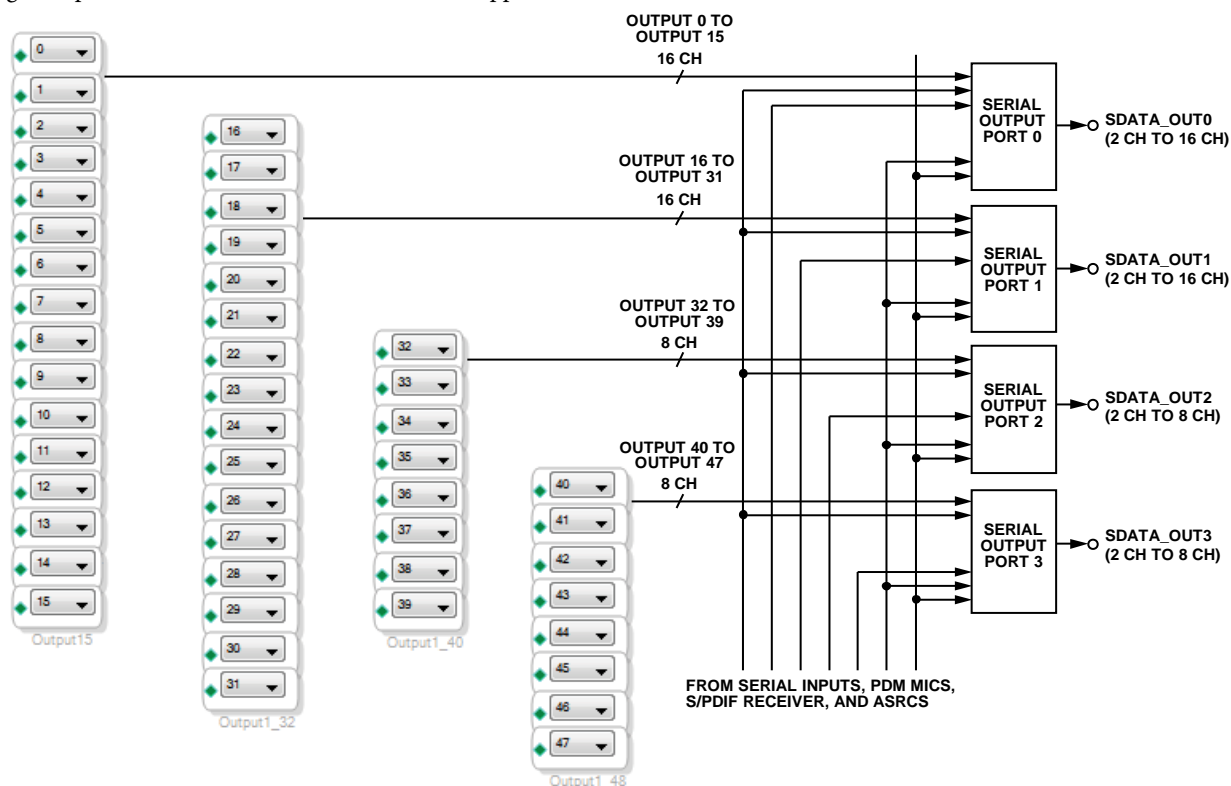 OUTPUT 0 TO
OUTPUT 15
16 CH
0
1
2
3
4
5
6
7
8
9
10
11
12
13
14
15
Output15
16
17
18
19
20
21
22
23
24
25
26
27
28
29
30
31
Output1_32
OUTPUT 16 TO
OUTPUT 31
16 CH
32
33
34
35
36
37
38
39
Output1_40
OUTPUT 32 TO
OUTPUT 39
8 CH
40
41
42
43
44
45
46
47
Output1_48
OUTPUT 40 TO
OUTPUT 47
8 CH
SERIAL
OUTPUT
PORT 0
SDATA_OUT0
(2 CH TO 16 CH)
SERIAL
OUTPUT
PORT 1
SDATA_OUT1
(2 CH TO 16 CH)
SERIAL
OUTPUT
PORT 2
SDATA_OUT2
(2 CH TO 8 CH)
SERIAL
OUTPUT
PORT 3
SDATA_OUT3
(2 CH TO 8 CH)
FROM SERIAL INPUTS, PDM MICS,
S/PDIF RECEIVER, AND ASRCS